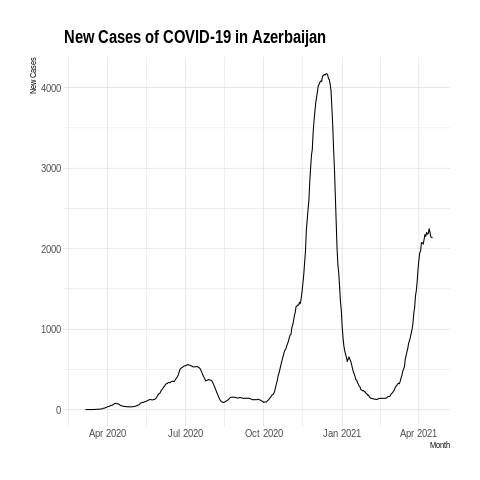 New Cases of COVID-19 in Azerbaijan
New Cases
4000
3000
2000
1000
0
Apr 2020
Jul 2020
Oct 2020
Jan 2021
Apr 2021
Month